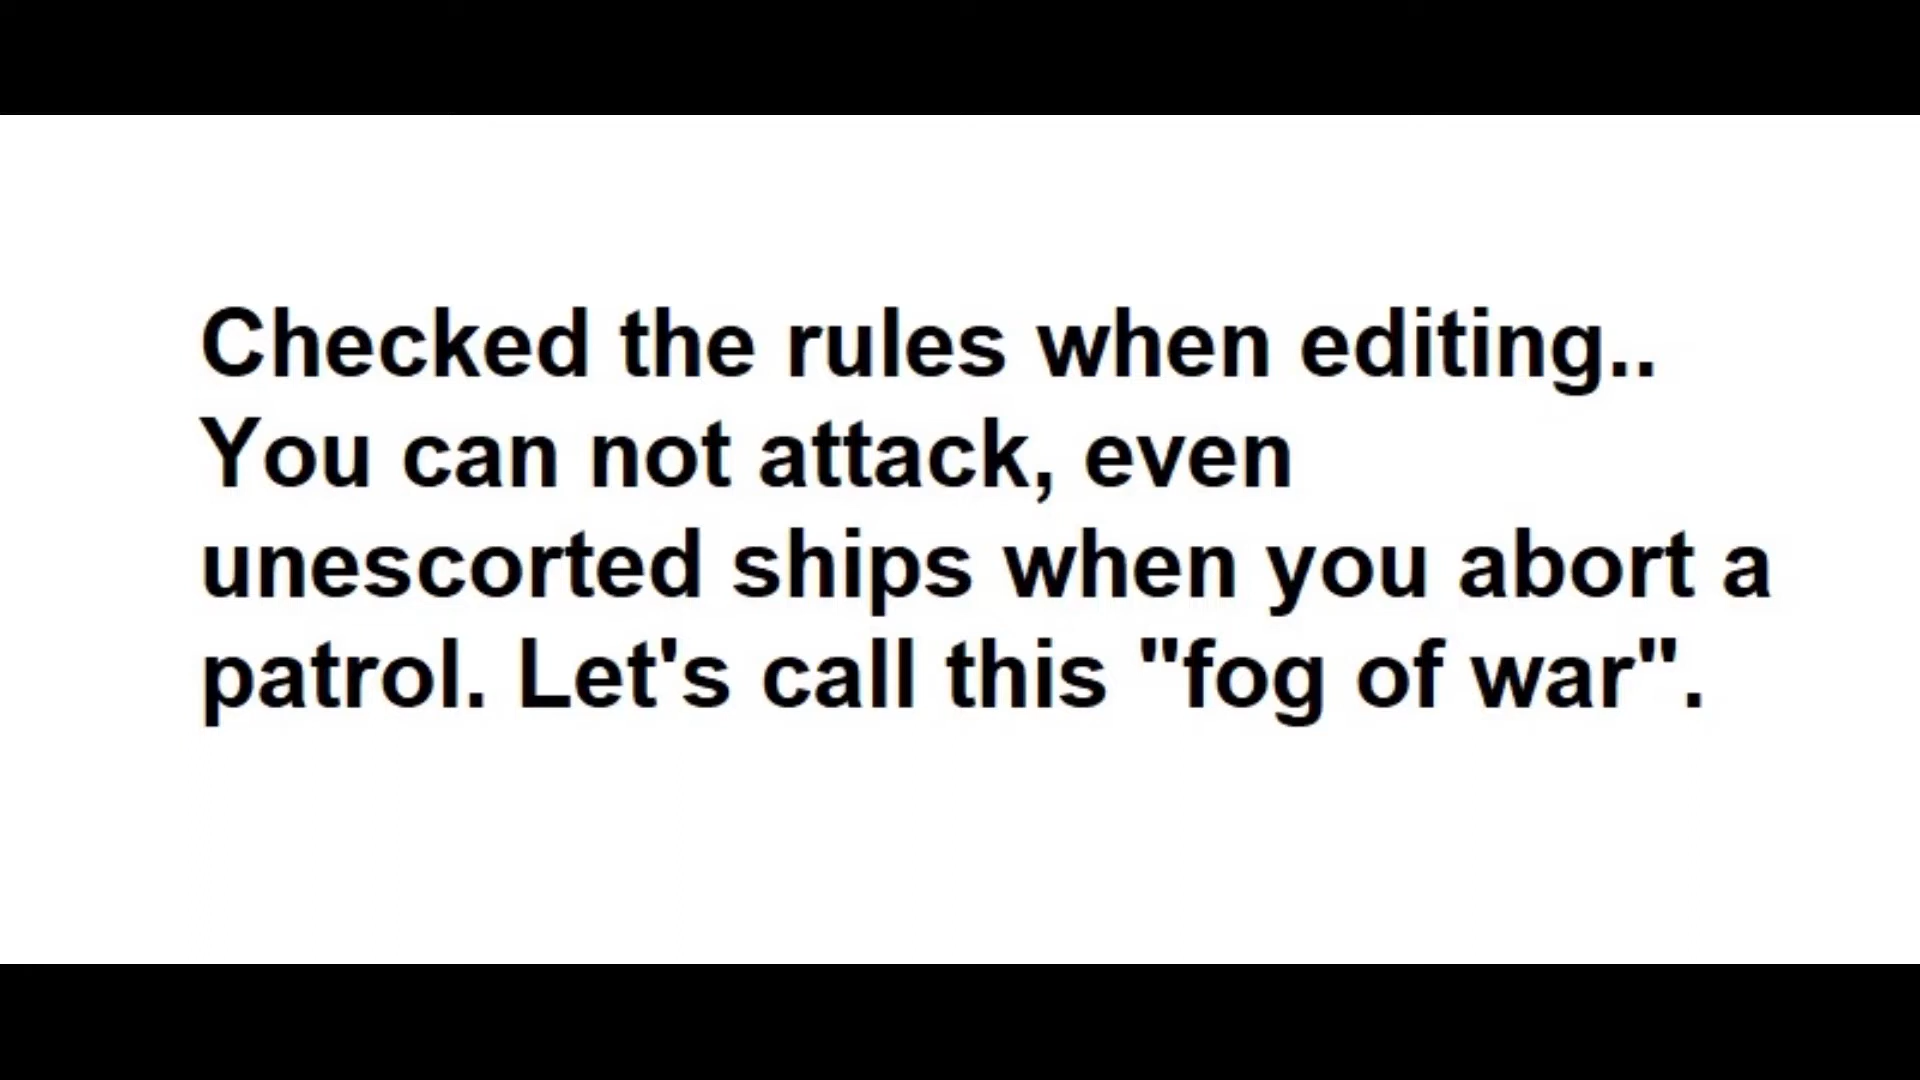 Checked the rules when editing..
You can not attack, even
unescorted ships when you abort a
patrol. Let's call this "fog of war".